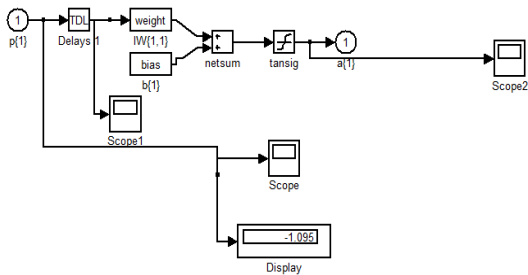 1
TDL
weight
1
p{1}
Delays 1
IW{1,1}
bias
netsum
tansig
a{1}
b{1}
Scope2
Scope1
Scope
-1.095
Display